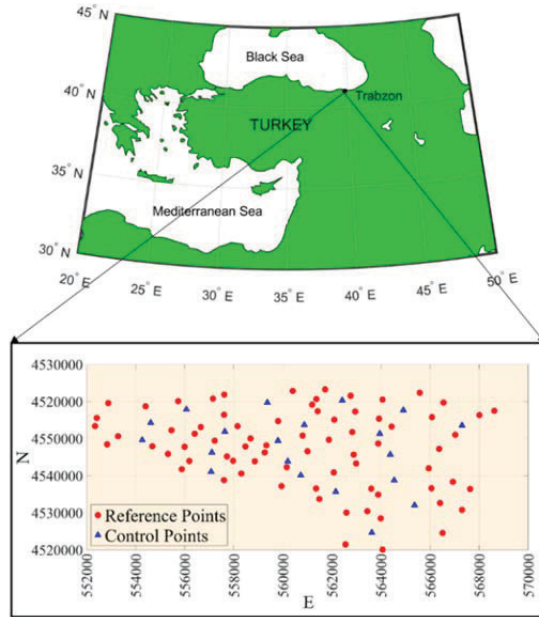 45° N
40° N
35° N
30° N
Black Sea
Trabzon
TURKEY
Mediterranean Sea
20° E
25° E
30° E
35° E
40° E
45° E
50° E
4530000
4520000
4550000
4540000
4530000
4520000
N
Reference Points
Control Points
552000
554000
556000
558000
560000
562000
564000
566000
568000
570000
E